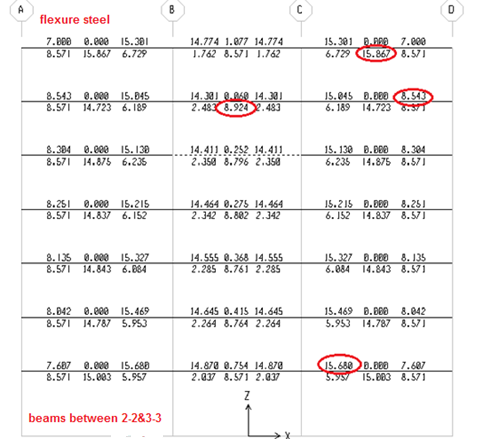 A B C D
flexure steel
7.000 0.000 15.301 14.774 1.077 14.774 15.301 0.000 7.000
8.571 15.867 6.729 1.762 8.571 1.762 6.729 15.867 8.571
8.543 0.000 15.045 14.301 0.060 14.301 15.045 0.000 8.543
8.571 14.723 6.189 2.483 8.924 2.483 6.189 14.723 8.571
8.304 0.000 15.130 14.411 0.252 14.411 15.130 0.000 8.304
8.571 14.875 6.235 2.350 8.796 2.350 6.235 14.875 8.571
8.251 0.000 15.215 14.464 0.275 14.464 15.215 0.000 8.251
8.571 14.837 6.152 2.342 8.802 2.342 6.152 14.837 8.571
8.135 0.000 15.327 14.555 0.368 14.555 15.327 0.000 8.135
8.571 14.843 6.084 2.285 8.761 2.285 6.084 14.843 8.571
8.042 0.000 15.469 14.645 0.415 14.645 15.469 0.000 8.042
8.571 14.787 5.953 2.264 8.764 2.264 5.953 14.787 8.571
7.607 0.000 15.680 14.870 0.754 14.870 15.680 0.000 7.607
8.571 15.003 5.957 2.037 8.571 2.037 5.957 15.003 8.571
Z
beams between 2-2&3-3
X